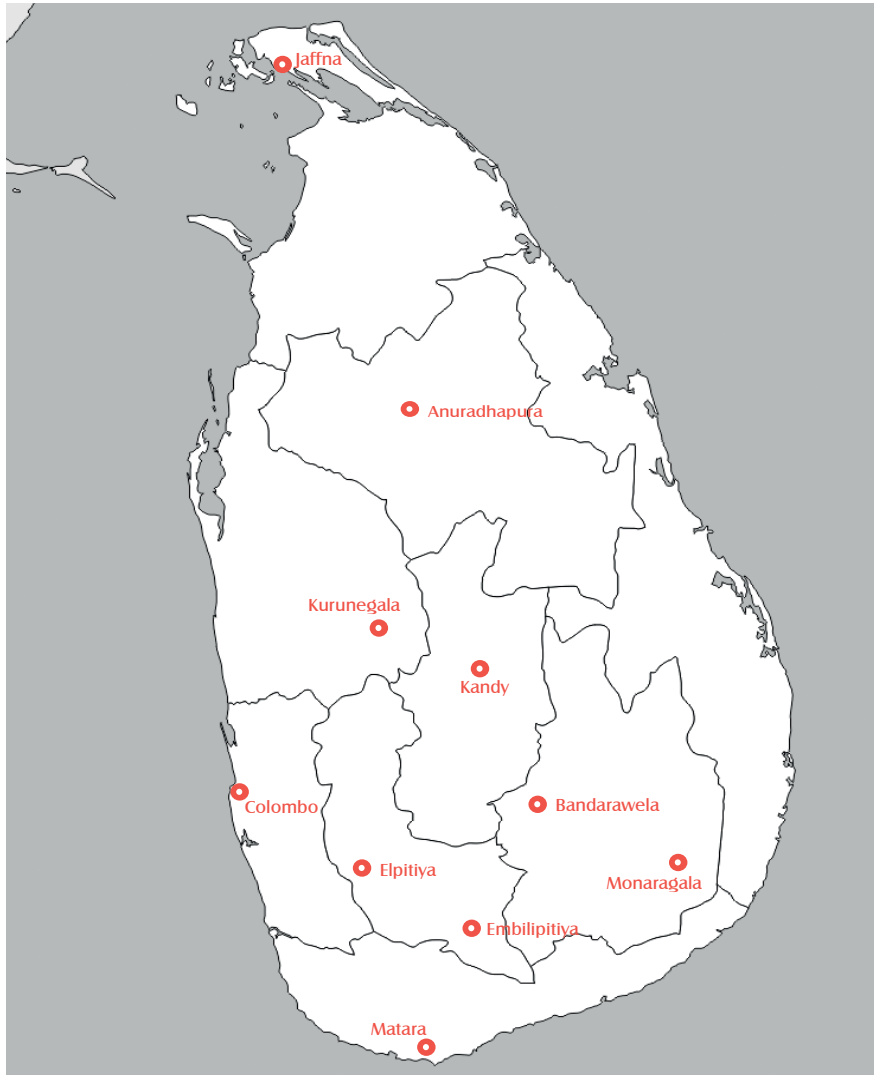 Jaffna
Anuradhapura
Kurunegala
Kandy
Colombo
Bandarawela
Elpitiya
Monaragala
Embilipitiya
Matara